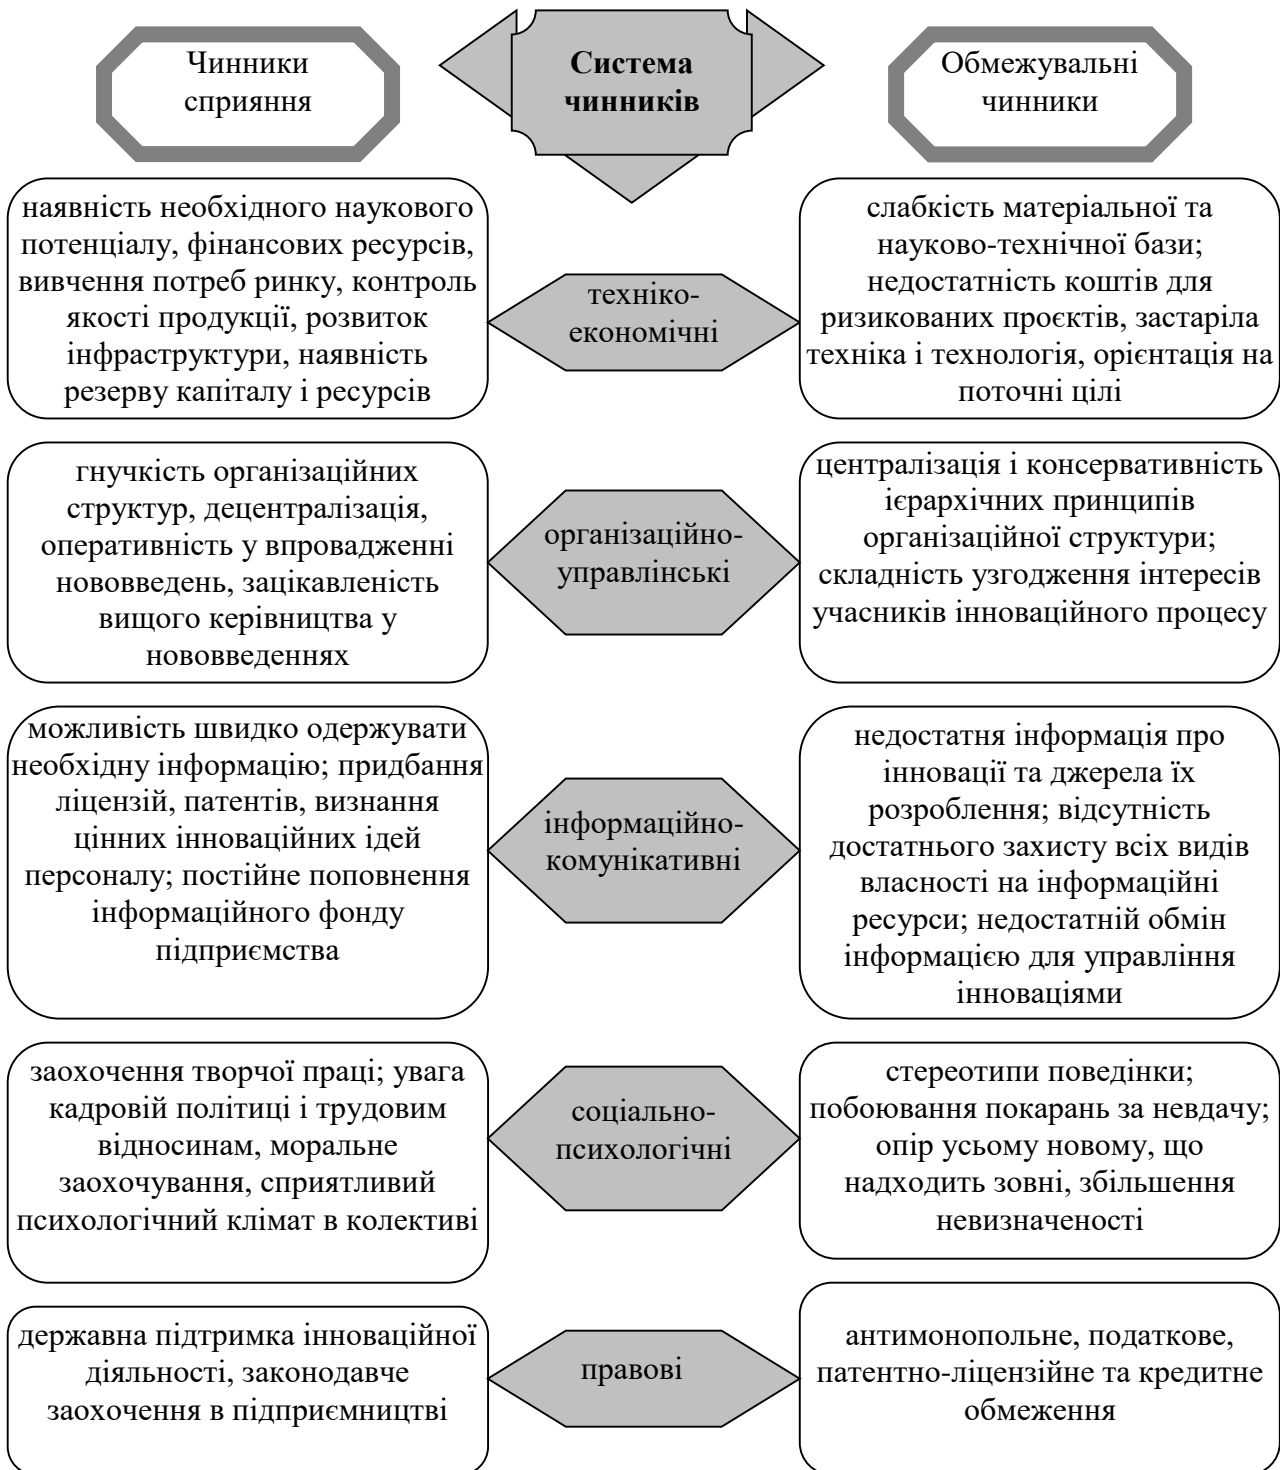 Чинники
сприяння
Система
чинників
Обмежувальні
чинники
наявність необхідного наукового
потенціалу, фінансових ресурсів,
вивчення потреб ринку, контроль
якості продукції, розвиток
інфраструктури, наявність
резерву капіталу і ресурсів
техніко-
економічні
слабкість матеріальної та
науково-технічної бази;
недостатність коштів для
ризикованих проєктів, застаріла
техніка і технологія, орієнтація на
поточні цілі
гнучкість організаційних
структур, децентралізація,
оперативність у впровадженні
нововведень, зацікавленість
вищого керівництва у
нововведеннях
організаційно-
управлінські
централізація і консервативність
ієрархічних принципів
організаційної структури;
складність узгодження інтересів
учасників інноваційного процесу
можливість швидко одержувати
необхідну інформацію; придбання
ліцензій, патентів, визнання
цінних інноваційних ідей
персоналу; постійне поповнення
інформаційного фонду
підприємства
інформаційно-
комунікативні
недостатня інформація про
інновації та джерела їх
розроблення; відсутність
достатнього захисту всіх видів
власності на інформаційні
ресурси; недостатній обмін
інформацією для управління
інноваціями
заохочення творчої праці; увага
кадровій політиці і трудовим
відносинам, моральне
заохочування, сприятливий
психологічний клімат в колективі
соціально-
психологічні
стереотипи поведінки;
побоювання покарань за невдачу;
опір усьому новому, що
надходить зовні, збільшення
невизначеності
державна підтримка інноваційної
діяльності, законодавче
заохочення в підприємництві
правові
антимонопольне, податкове,
патентно-ліцензійне та кредитне
обмеження